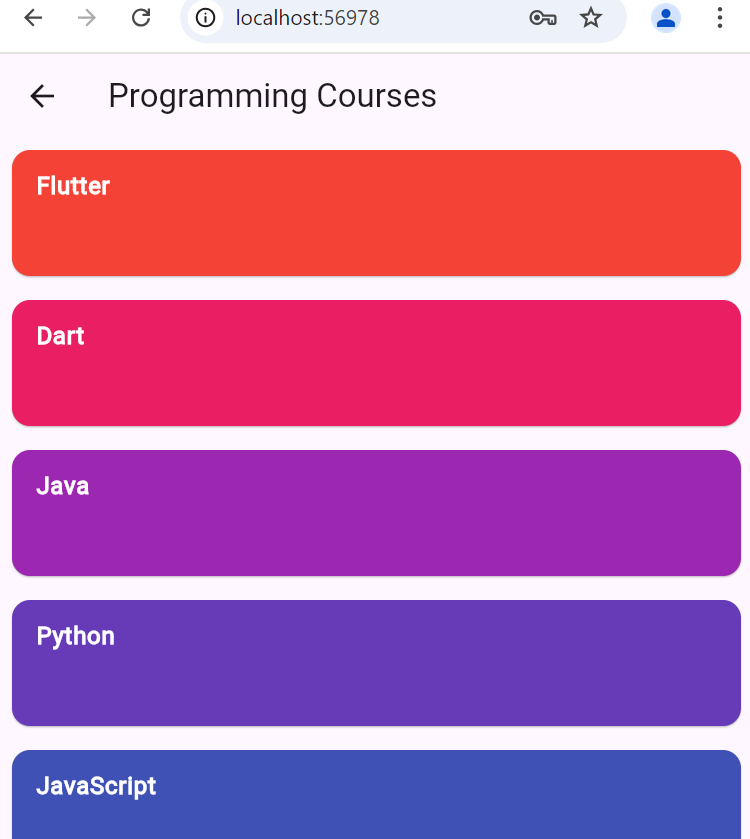 localhost:56978
Programming Courses
Flutter
Dart
Java
Python
JavaScript